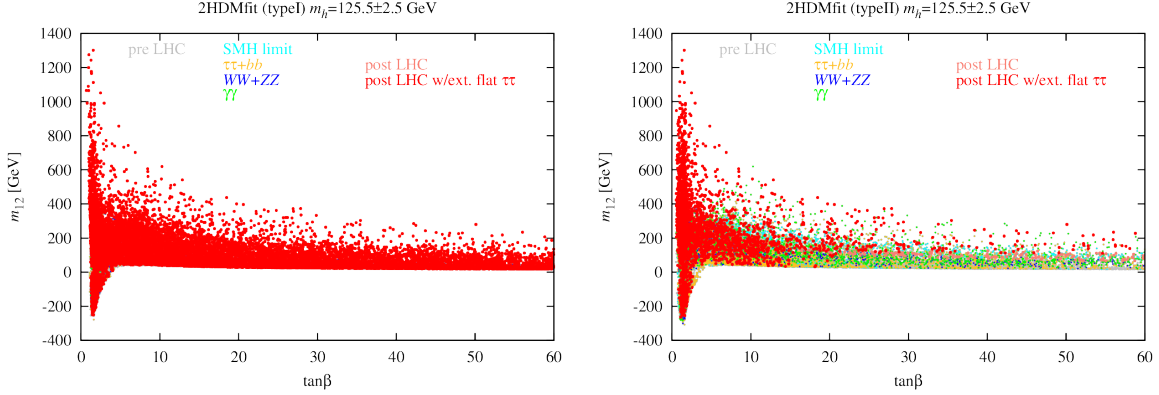 2HDMfit (typeI) mₕ=125.5±2.5 GeV
pre LHC
SMH limit
ττ+bb
post LHC
WW+ZZ
post LHC w/ext. flat ττ
γγ
m₁₂ [GeV]
1400
1200
1000
800
600
400
200
0
-200
-400
0 10 20 30 40 50 60
tanβ
2HDMfit (typeII) mₕ=125.5±2.5 GeV
pre LHC
SMH limit
ττ+bb
post LHC
WW+ZZ
post LHC w/ext. flat ττ
γγ
m₁₂ [GeV]
1400
1200
1000
800
600
400
200
0
-200
-400
0 10 20 30 40 50 60
tanβ